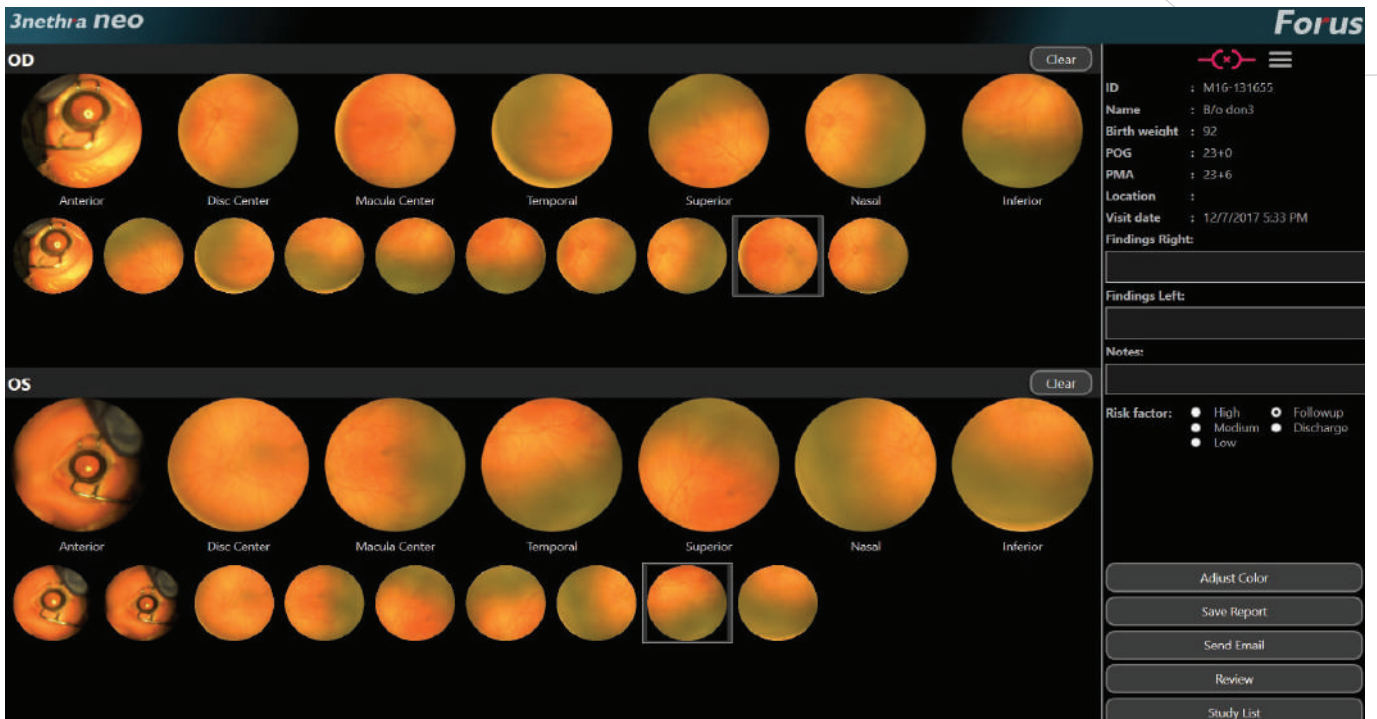 3nethra neo
Forus
OD
Clear
Anterior
Disc Center
Macula Center
Temporal
Superior
Nasal
Inferior
OS
Clear
Anterior
Disc Center
Macula Center
Temporal
Superior
Nasal
Inferior
ID : M16-131655
Name : B/o don3
Birth weight : 92
POG : 23+0
PMA : 23+6
Location :
Visit date : 12/7/2017 5:33 PM
Findings Right:
Findings Left:
Notes:
Risk factor: High Followup
Medium Discharge
Low
Adjust Color
Save Report
Send Email
Review
Study List